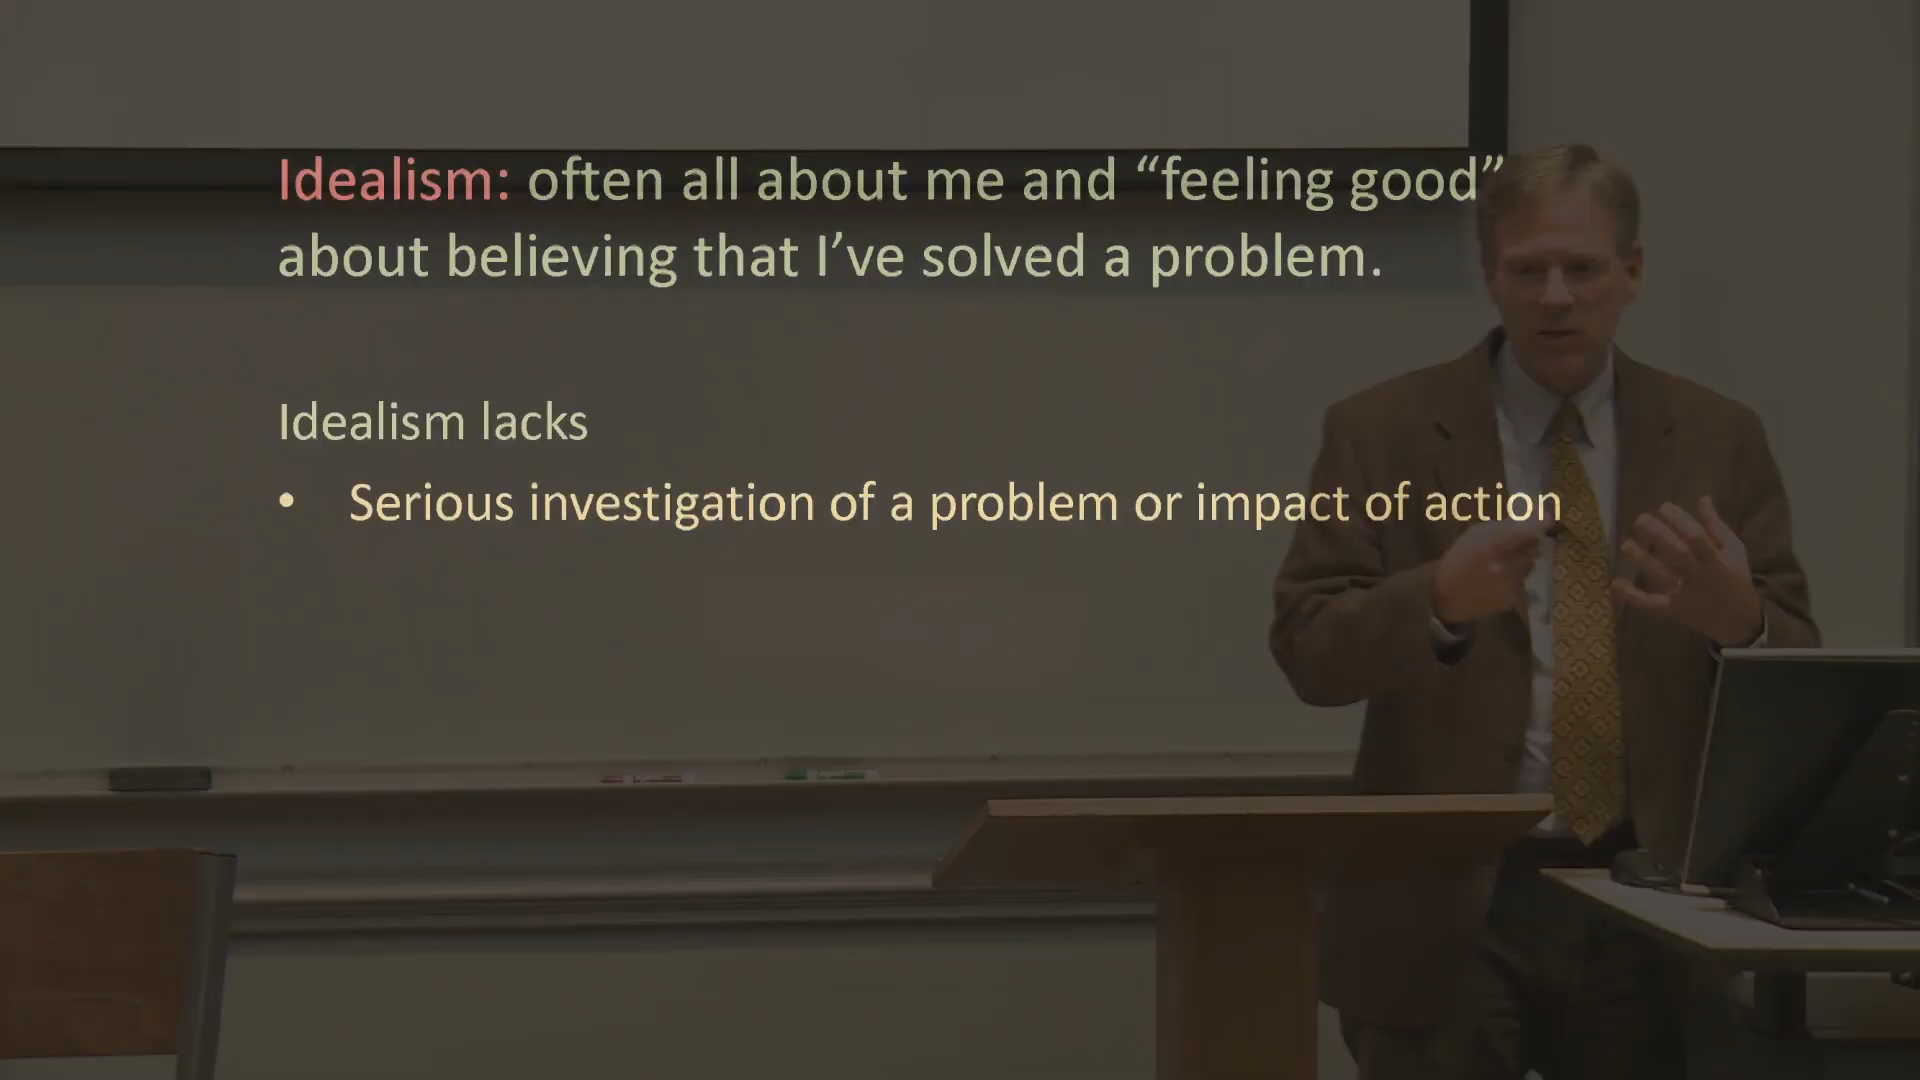 Idealism: often all about me and “feeling good”
about believing that I’ve solved a problem.
Idealism lacks
• Serious investigation of a problem or impact of action